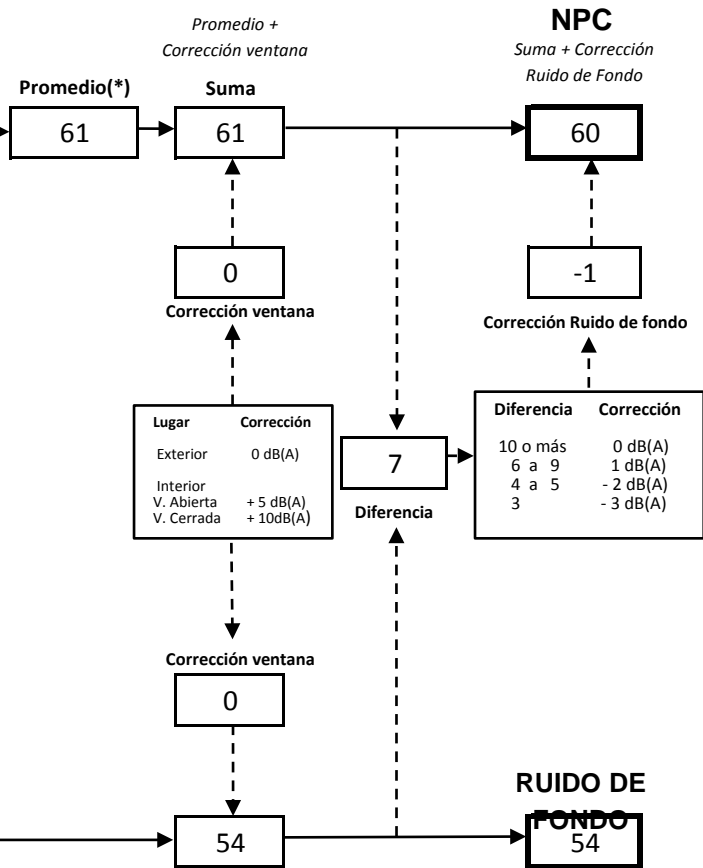 Promedio +
Corrección ventana
NPC
Suma + Corrección
Ruido de Fondo
Promedio(*)
Suma
61
61
60
0
-1
Corrección ventana
Corrección Ruido de fondo
Lugar Corrección
Exterior 0 dB(A)
Interior
V. Abierta + 5 dB(A)
V. Cerrada + 10dB(A)
7
Diferencia
Diferencia Corrección
10 o más 0 dB(A)
6 a 9 1 dB(A)
4 a 5 - 2 dB(A)
3 - 3 dB(A)
Corrección ventana
0
RUIDO DE
FONDO
54
54